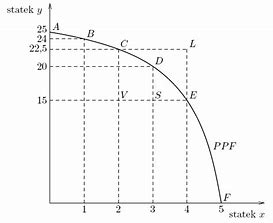 statek y
25 A
24 B
22.5 C L
20 D
15 V S E
PPF
F
1 2 3 4 5
statek x